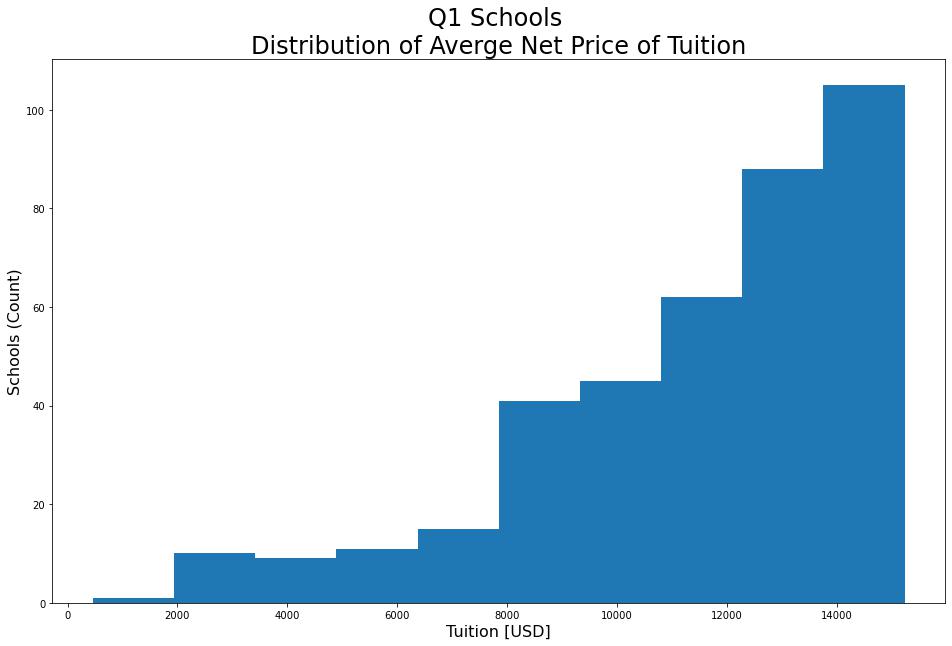 Q1 Schools
Distribution of Averge Net Price of Tuition
Schools (Count)
100
80
60
40
20
0
0 2000 4000 6000 8000 10000 12000 14000
Tuition [USD]